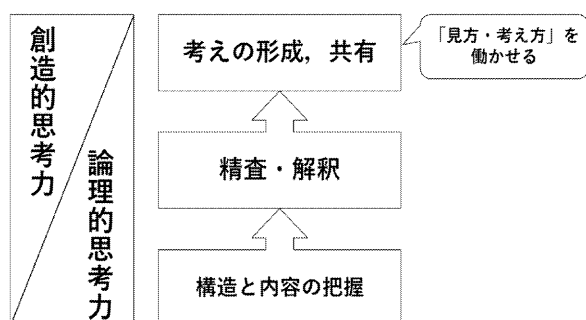 創造的思考力
論理的思考力
考えの形成，共有
「見方・考え方」を
働かせる
精査・解釈
構造と内容の把握